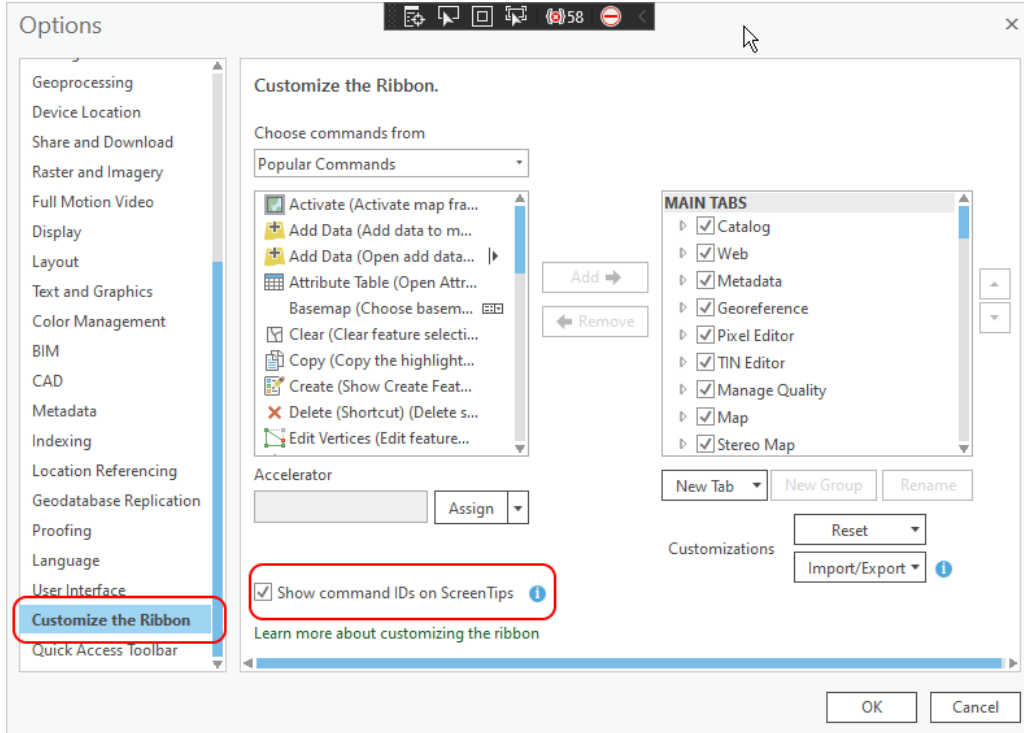 Options
58
Geoprocessing
Device Location
Share and Download
Raster and Imagery
Full Motion Video
Display
Layout
Text and Graphics
Color Management
BIM
CAD
Metadata
Indexing
Location Referencing
Geodatabase Replication
Proofing
Language
User Interface
Customize the Ribbon
Quick Access Toolbar
Customize the Ribbon.
Choose commands from
Popular Commands
Activate (Activate map fra...
Add Data (Add data to m...
Add Data (Open add data...
Attribute Table (Open Attr...
Basemap (Choose basem...
Clear (Clear feature selecti...
Copy (Copy the highlight...
Create (Show Create Feat...
Delete (Shortcut) (Delete s...
Edit Vertices (Edit feature...
Accelerator
Assign
Show command IDs on ScreenTips
Learn more about customizing the ribbon
Add
Remove
MAIN TABS
Catalog
Web
Metadata
Georeference
Pixel Editor
TIN Editor
Manage Quality
Map
Stereo Map
New Tab
New Group
Rename
Customizations
Reset
Import/Export
OK
Cancel